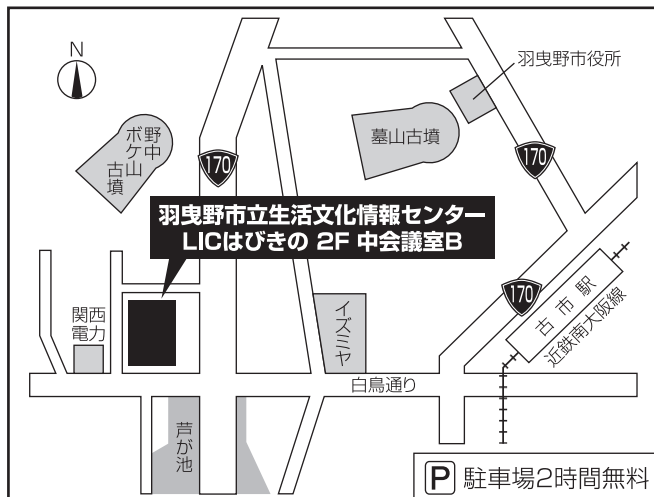 N
羽曳野市役所
野中
ボケ山
古墳
墓山古墳
170
170
羽曳野市立生活文化情報センター
LICはびきの 2F 中会議室B
170
古市駅
近鉄南大阪線
関西
電力
イズミヤ
白鳥通り
芦が池
P 駐車場2時間無料